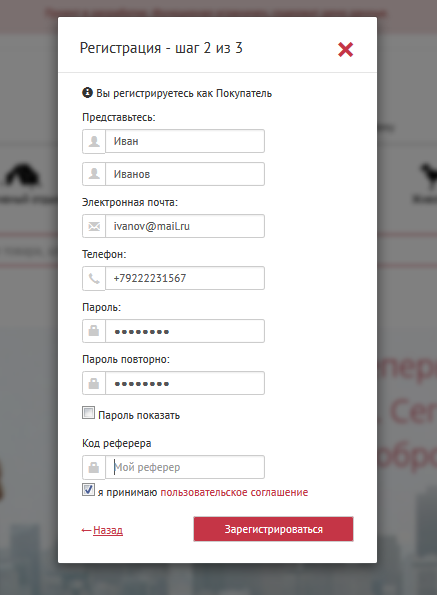 Регистрация - шаг 2 из 3
Вы регистрируетесь как Покупатель
Представьтесь:
Иван
Иванов
Электронная почта:
ivanov@mail.ru
Телефон:
+79222231567
Пароль:
●●●●●●●●
Пароль повторно:
●●●●●●●●
Пароль показать
Код реферера
Мой реферер
я принимаю пользовательское соглашение
←Назад
Зарегистрироваться